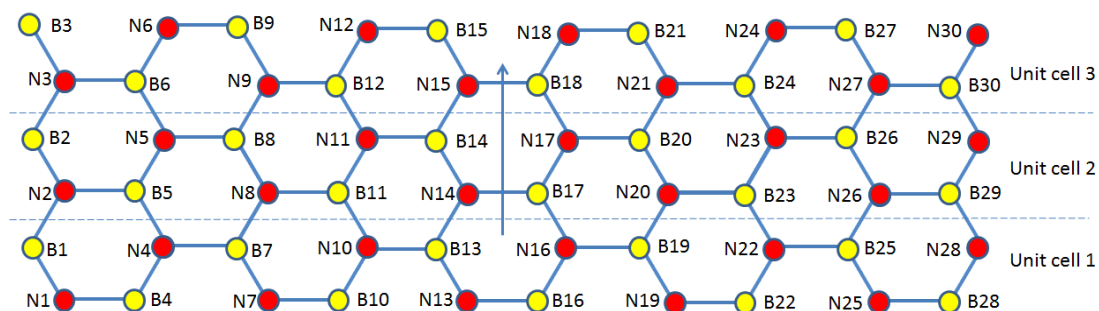 B3 N6 B9 N12 B15 N18 B21 N24 B27 N30
N3 B6 N9 B12 N15 B18 N21 B24 N27 B30 Unit cell 3
B2 N5 B8 N11 B14 N17 B20 N23 B26 N29
N2 B5 N8 B11 N14 B17 N20 B23 N26 B29 Unit cell 2
B1 N4 B7 N10 B13 N16 B19 N22 B25 N28 Unit cell 1
N1 B4 N7 B10 N13 B16 N19 B22 N25 B28